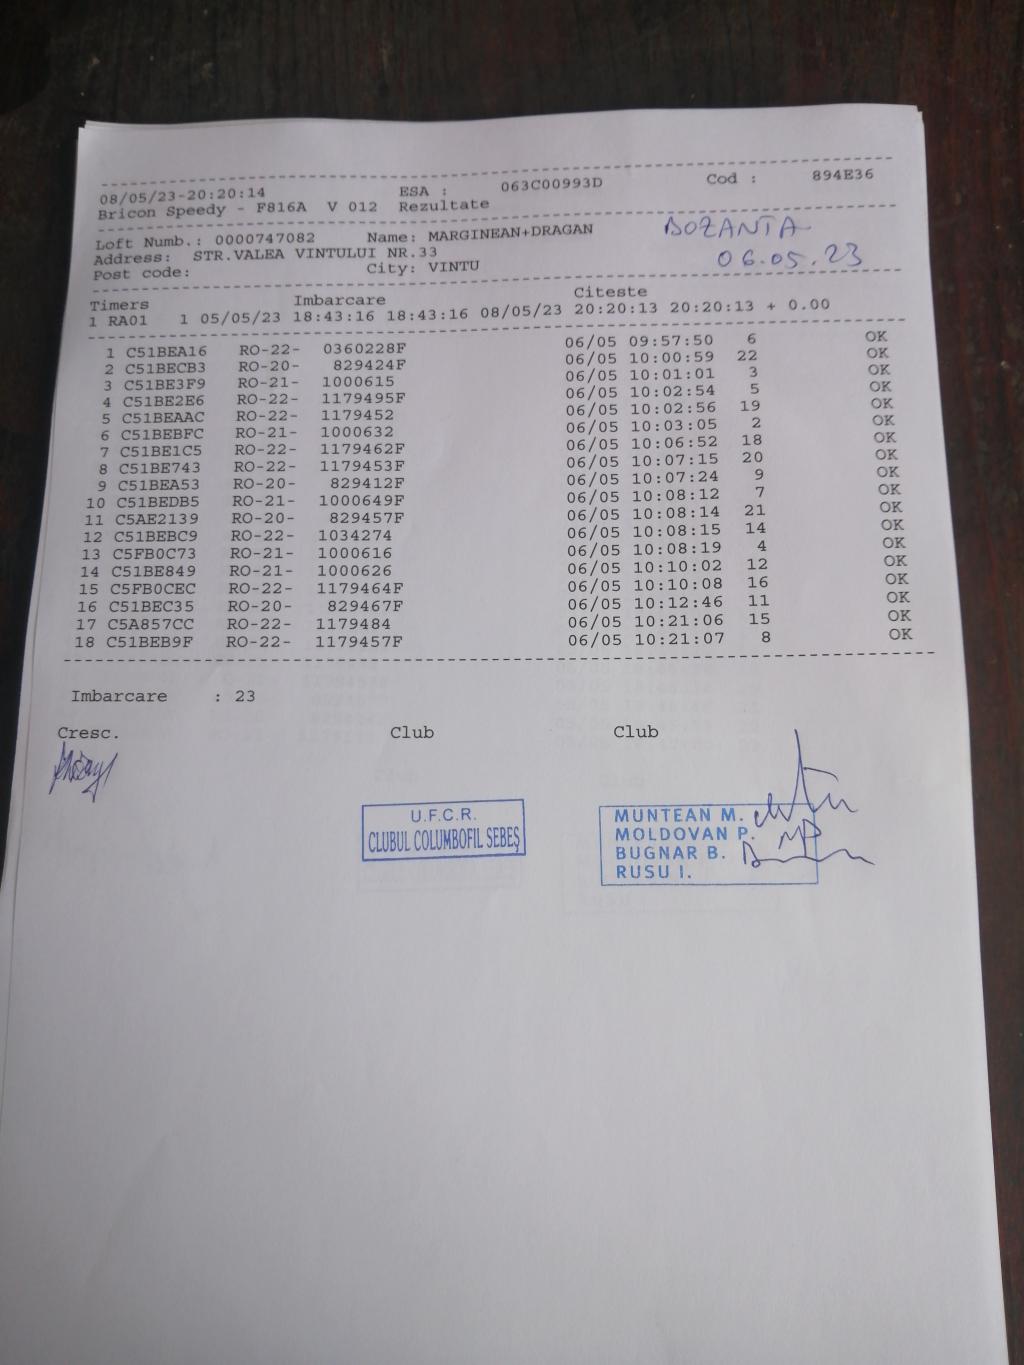 08/05/23-20:20:14 ESA : 063C00993D Cod : 894E36
Bricon Speedy - F816A V 012 Rezultate
Loft Numb.: 0000747082 Name: MARGINEAN+DRAGAN
BOZANTA
Address: STR.VALEA VINTULUI NR.33
06.05.23
Post code: City: VINTU
Timers Imbarcare Citeste
1 RA01 1 05/05/23 18:43:16 18:43:16 08/05/23 20:20:13 20:20:13 + 0.00
1 C51BEA16 RO-22- 0360228F 06/05 09:57:50 6 OK
2 C51BECB3 RO-20- 829424F 06/05 10:00:59 22 OK
3 C51BE3F9 RO-21- 1000615 06/05 10:01:01 3 OK
4 C51BE2E6 RO-22- 1179495F 06/05 10:02:54 5 OK
5 C51BEAAC RO-22- 1179452 06/05 10:02:56 19 OK
6 C51BEBFC RO-21- 1000632 06/05 10:03:05 2 OK
7 C51BE1C5 RO-22- 1179462F 06/05 10:06:52 18 OK
8 C51BE743 RO-22- 1179453F 06/05 10:07:15 20 OK
9 C51BEA53 RO-20- 829412F 06/05 10:07:24 9 OK
10 C51BEDB5 RO-21- 1000649F 06/05 10:08:12 7 OK
11 C5AE2139 RO-20- 829457F 06/05 10:08:14 21 OK
12 C51BEBC9 RO-22- 1034274 06/05 10:08:15 14 OK
13 C5FB0C73 RO-21- 1000616 06/05 10:08:19 4 OK
14 C51BE849 RO-21- 1000626 06/05 10:10:02 12 OK
15 C5FB0CEC RO-22- 1179464F 06/05 10:10:08 16 OK
16 C51BEC35 RO-20- 829467F 06/05 10:12:46 11 OK
17 C5A857CC RO-22- 1179484 06/05 10:21:06 15 OK
18 C51BEB9F RO-22- 1179457F 06/05 10:21:07 8 OK
Imbarcare : 23
Cresc. Club Club
U.F.C.R.
CLUBUL COLUMBOFIL SEBEȘ
MUNTEAN M.
MOLDOVAN P.
BUGNAR B.
RUSU I.